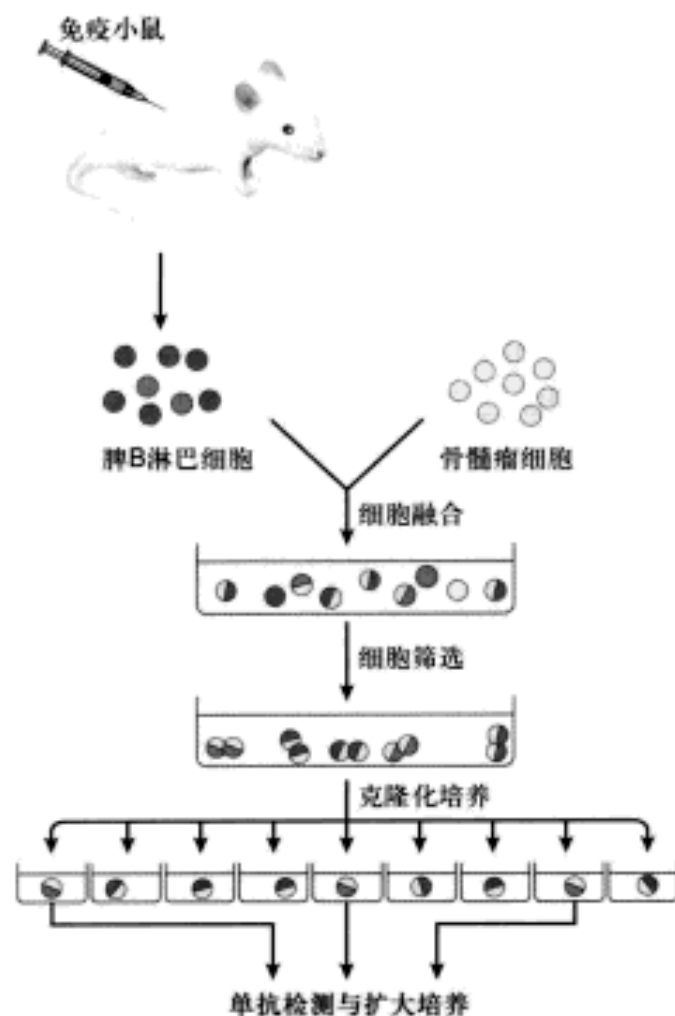 免疫小鼠
脾B淋巴细胞
骨髓瘤细胞
细胞融合
细胞筛选
克隆化培养
单抗检测与扩大培养